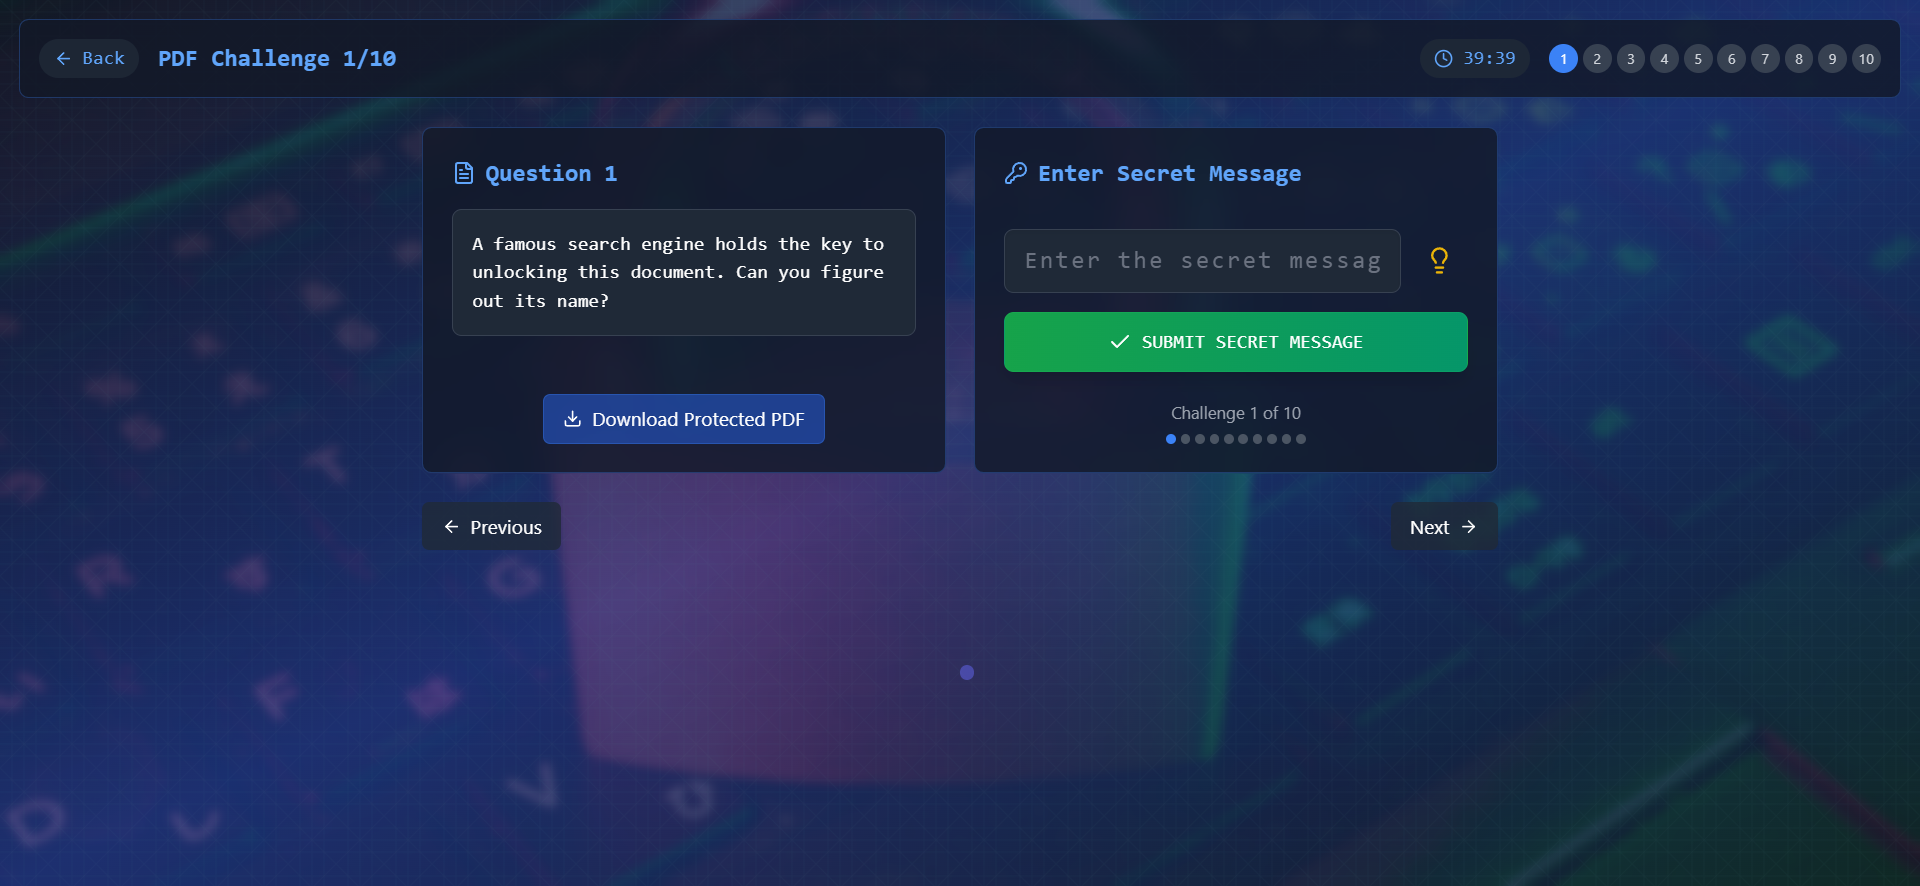 Back
PDF Challenge 1/10
39:39
1 2 3 4 5 6 7 8 9 10
Question 1
A famous search engine holds the key to
unlocking this document. Can you figure
out its name?
Download Protected PDF
Enter Secret Message
Enter the secret messag
SUBMIT SECRET MESSAGE
Challenge 1 of 10
Previous
Next